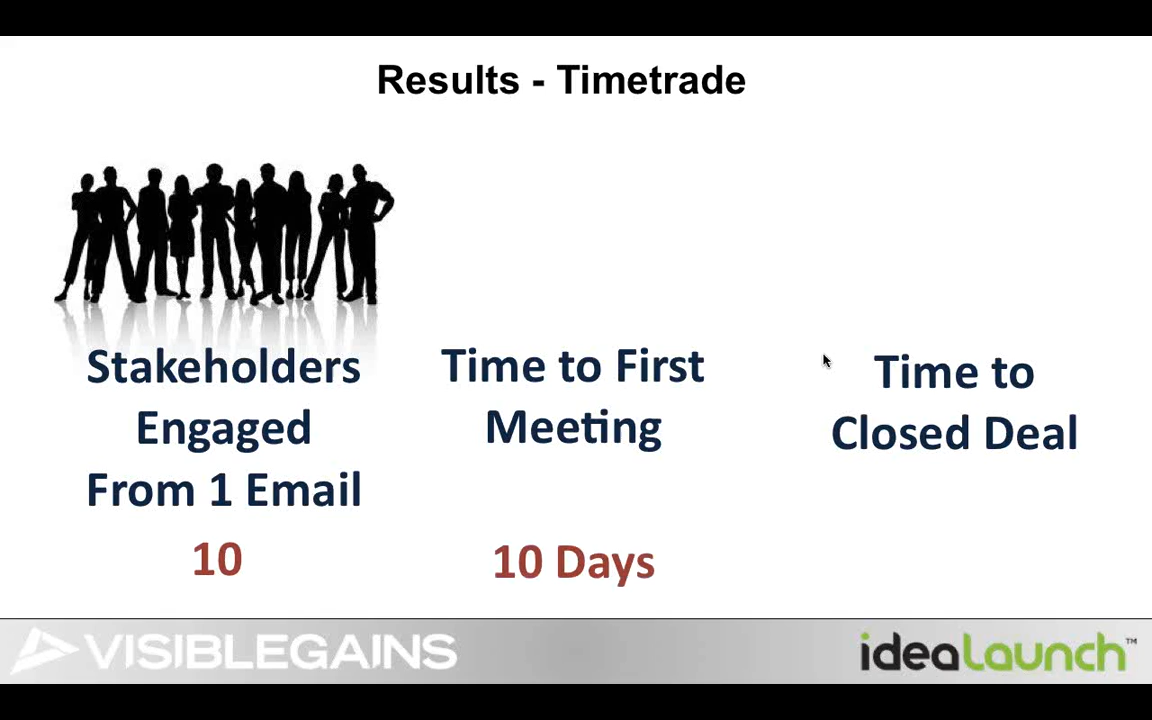 Results - Timetrade
Stakeholders
Engaged
From 1 Email
10
Time to First
Meeting
10 Days
Time to
Closed Deal
VISIBLEGAINS
idealaunch™